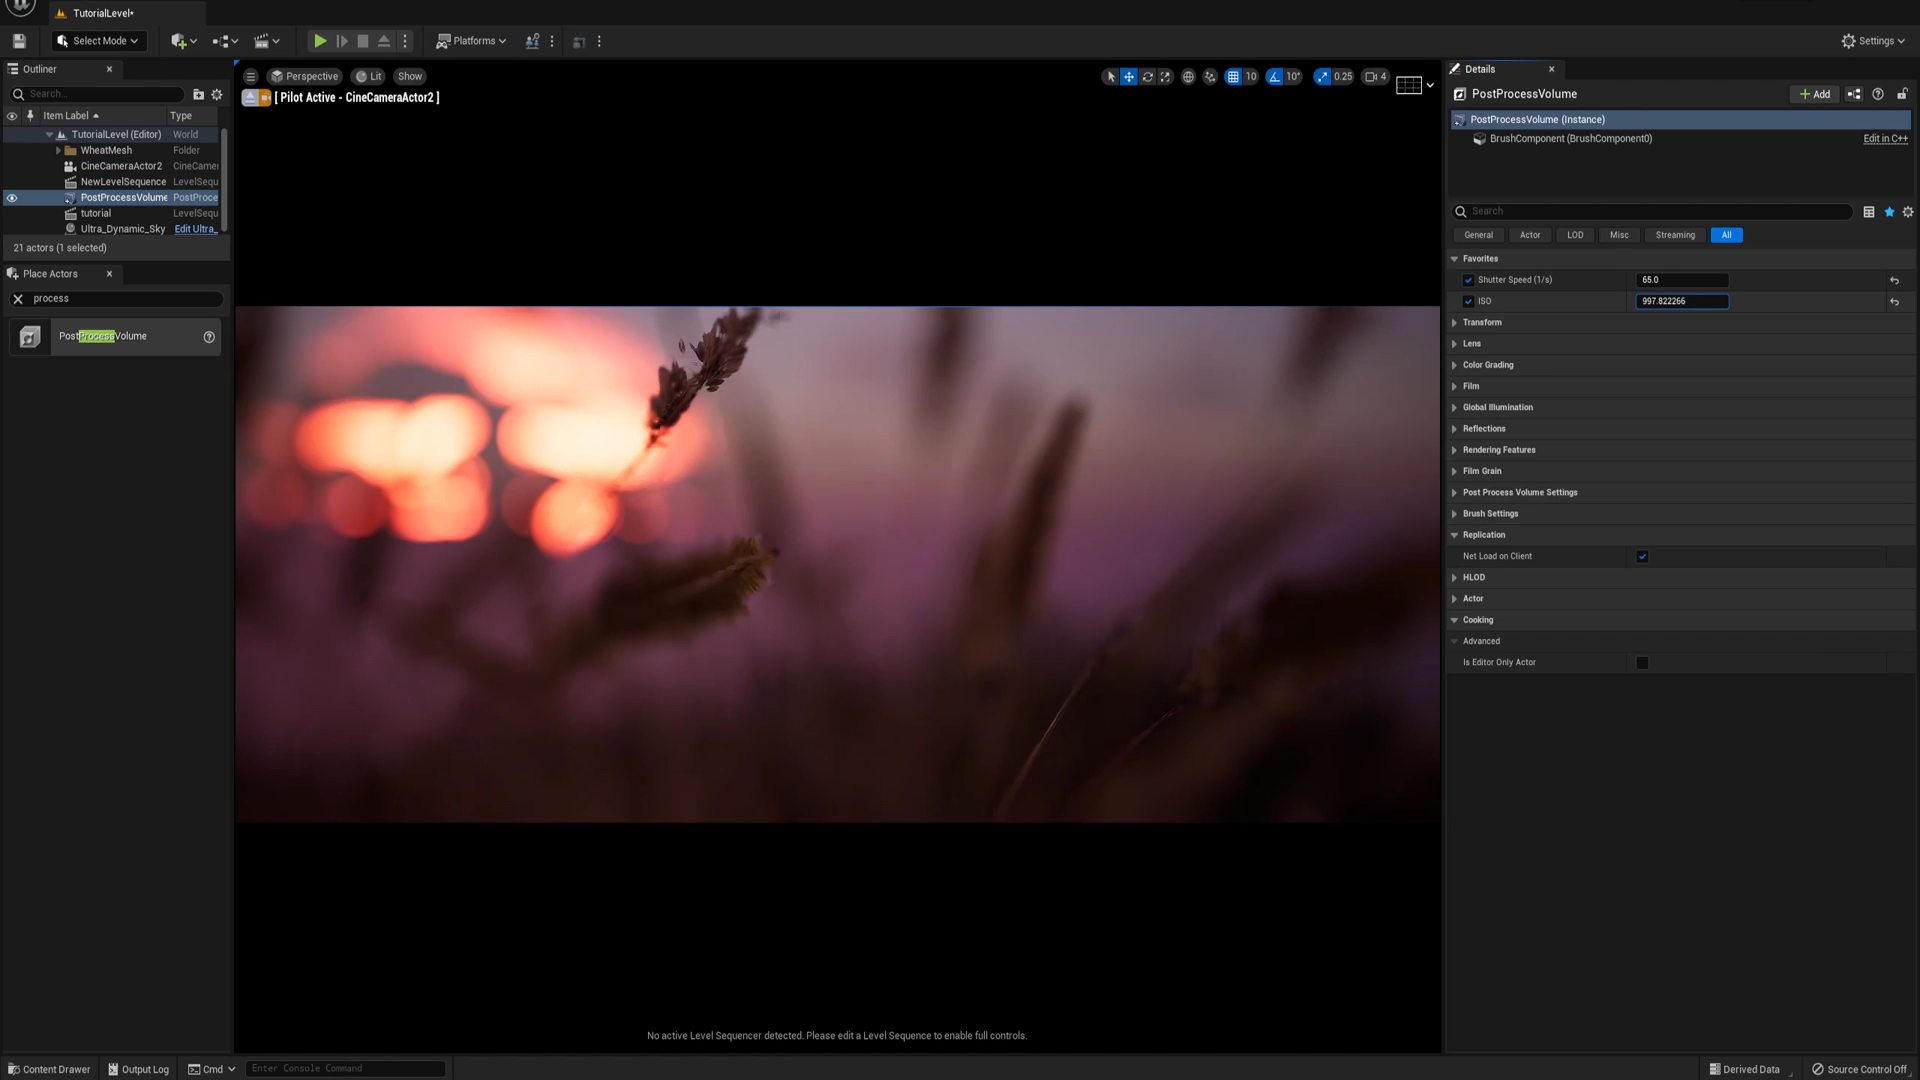 TutorialLevel*
Select Mode
Platforms
Settings
Outliner
Search...
Item Label
Type
TutorialLevel (Editor)
World
WheatMesh
Folder
CineCameraActor2
CineCamer
NewLevelSequence
LevelSequ
PostProcessVolume
PostProce
tutorial
LevelSequ
Ultra_Dynamic_Sky
Edit Ultra_
21 actors (1 selected)
Place Actors
process
PostProcessVolume
Perspective
Lit
Show
10
10°
0.25
4
[ Pilot Active - CineCameraActor2 ]
No active Level Sequencer detected. Please edit a Level Sequence to enable full controls.
Details
PostProcessVolume
Add
PostProcessVolume (Instance)
BrushComponent (BrushComponent0)
Edit in C++
Search
General
Actor
LOD
Misc
Streaming
All
Favorites
Shutter Speed (1/s)
65.0
ISO
997.822266
Transform
Lens
Color Grading
Film
Global Illumination
Reflections
Rendering Features
Film Grain
Post Process Volume Settings
Brush Settings
Replication
Net Load on Client
HLOD
Actor
Cooking
Advanced
Is Editor Only Actor
Content Drawer
Output Log
Cmd
Enter Console Command
Derived Data
Source Control Off